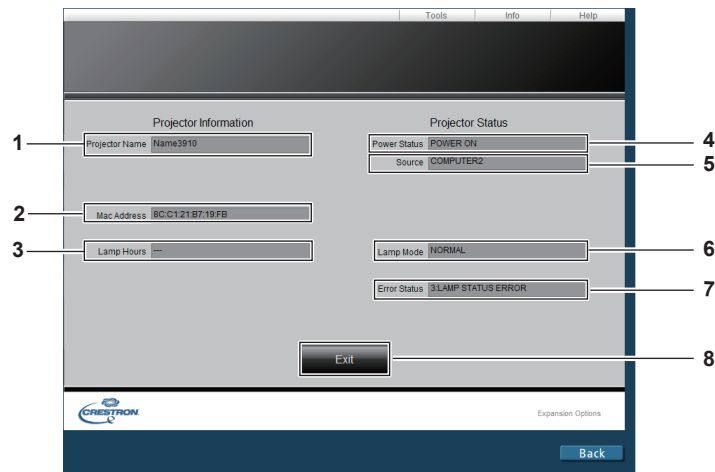 Tools Info Help
Projector Information
Projector Status
1 Projector Name Name3910
Power Status POWER ON 4
Source COMPUTER2 5
2 Mac Address 8C:C1:21:B7:19:FB
3 Lamp Hours ---
Lamp Mode NORMAL 6
Error Status 3:LAMP STATUS ERROR 7
Exit 8
CRESTRON
Expansion Options
Back